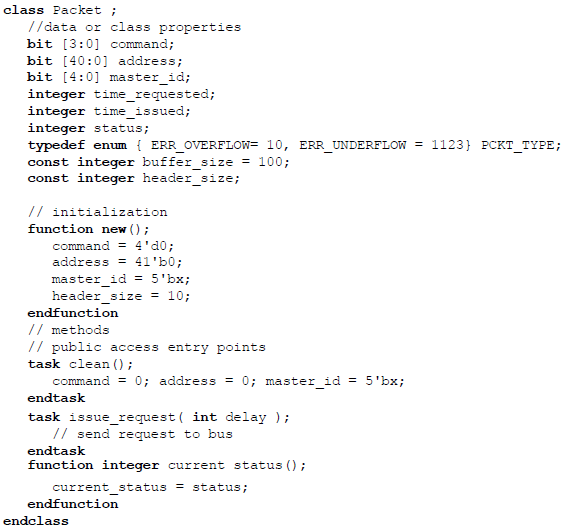 class Packet ;
//data or class properties
bit [3:0] command;
bit [40:0] address;
bit [4:0] master_id;
integer time_requested;
integer time_issued;
integer status;
typedef enum { ERR_OVERFLOW= 10, ERR_UNDERFLOW = 1123} PCKT_TYPE;
const integer buffer_size = 100;
const integer header_size;
// initialization
function new();
command = 4'd0;
address = 41'b0;
master_id = 5'bx;
header_size = 10;
endfunction
// methods
// public access entry points
task clean();
command = 0; address = 0; master_id = 5'bx;
endtask
task issue_request( int delay );
// send request to bus
endtask
function integer current status();
current_status = status;
endfunction
endclass